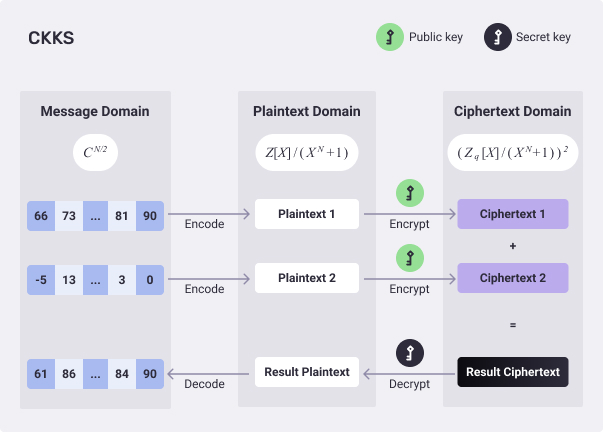 CKKS
Public key
Secret key
Message Domain
Plaintext Domain
Ciphertext Domain
C^{N/2}
Z[X]/(X^N+1)
(Z_q[X]/(X^N+1))^2
66 73 ... 81 90
Encode
Plaintext 1
Encrypt
Ciphertext 1
+
-5 13 ... 3 0
Encode
Plaintext 2
Encrypt
Ciphertext 2
=
61 86 ... 84 90
Decode
Result Plaintext
Decrypt
Result Ciphertext